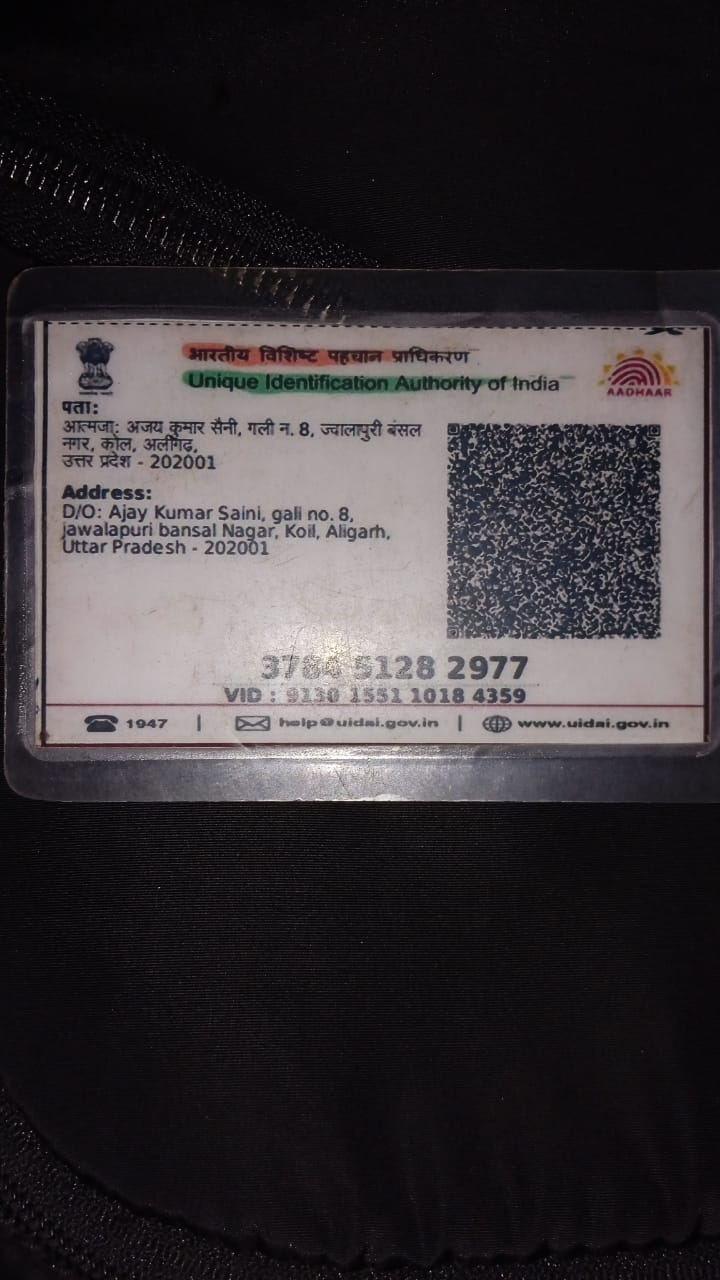 भारतीय विशिष्ट पहचान प्राधिकरण
Unique Identification Authority of India
AADHAAR
पता:
आत्मजा: अजय कुमार सैनी, गली न. 8, ज्वालापुरी बंसल
नगर, कोल, अलीगढ़,
उत्तर प्रदेश - 202001
Address:
D/O: Ajay Kumar Saini, gali no. 8,
jawalapuri bansal Nagar, Koil, Aligarh,
Uttar Pradesh - 202001
5128 2977
VID : 9130 1551 1018 4359
1947 | help@uidai.gov.in | www.uidai.gov.in